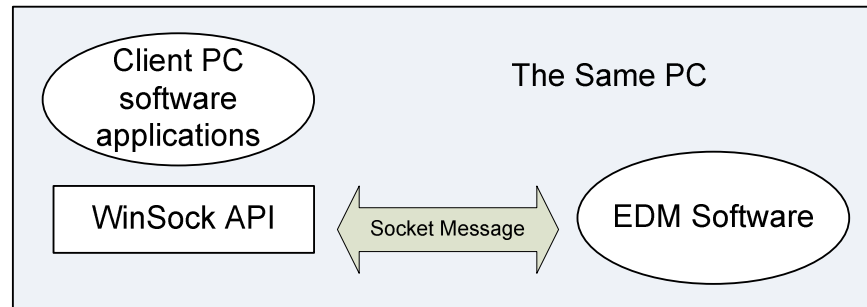 Client PC
software
applications
The Same PC
WinSock API
Socket Message
EDM Software